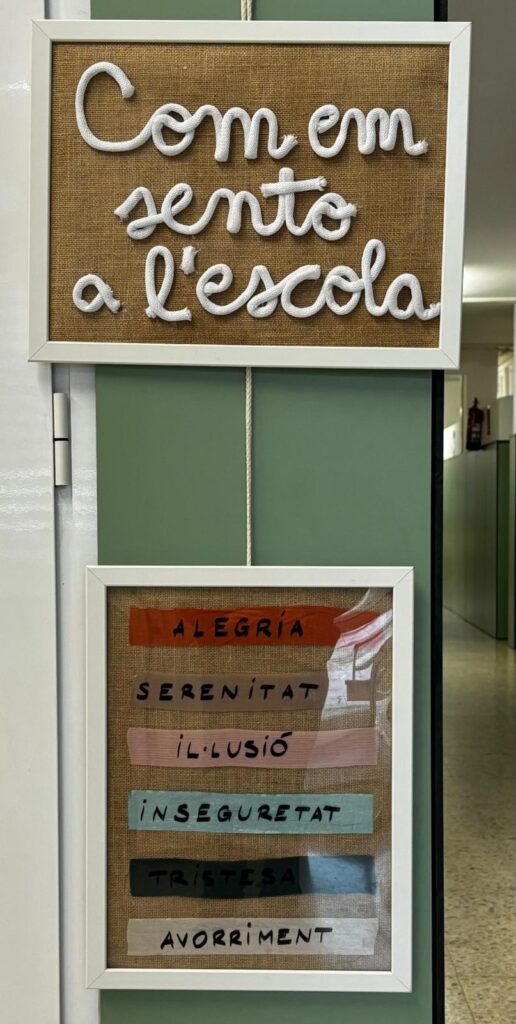 Com em
sento
a l'escola
ALEGRÍA
SERENITAT
IL·LUSIÓ
INSEGURETAT
TRISTESA
AVORRIMENT